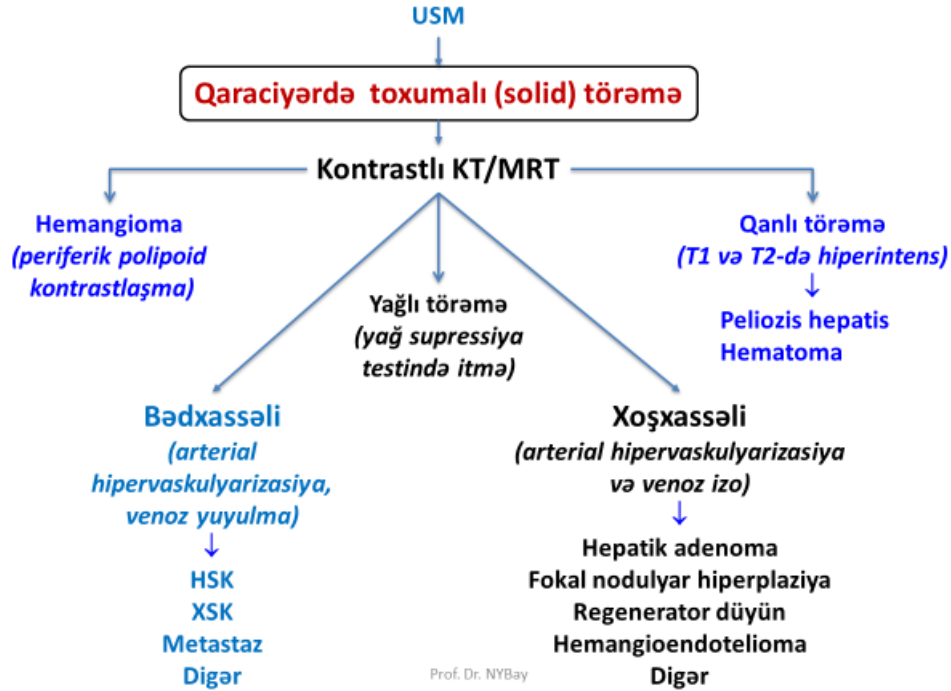 USM
Qaraciyərdə toxumalı (solid) törəmə
Kontrastlı KT/MRT
Hemangioma
(periferik polipoid
kontrastlaşma)
Yağlı törəmə
(yağ supressiya
testində itmə)
Qanlı törəmə
(T1 və T2-də hiperintens)
↓
Peliozis hepatis
Hematoma
Bədxassəli
(arterial
hipervaskulyarizasiya,
venoz yuyulma)
↓
HSK
XSK
Metastaz
Digər
Xoşxassəli
(arterial hipervaskulyarizasiya
və venoz izo)
↓
Hepatik adenoma
Fokal nodulyar hiperplaziya
Regenerator düyün
Hemangioendotelioma
Digər
Prof. Dr. NYBay